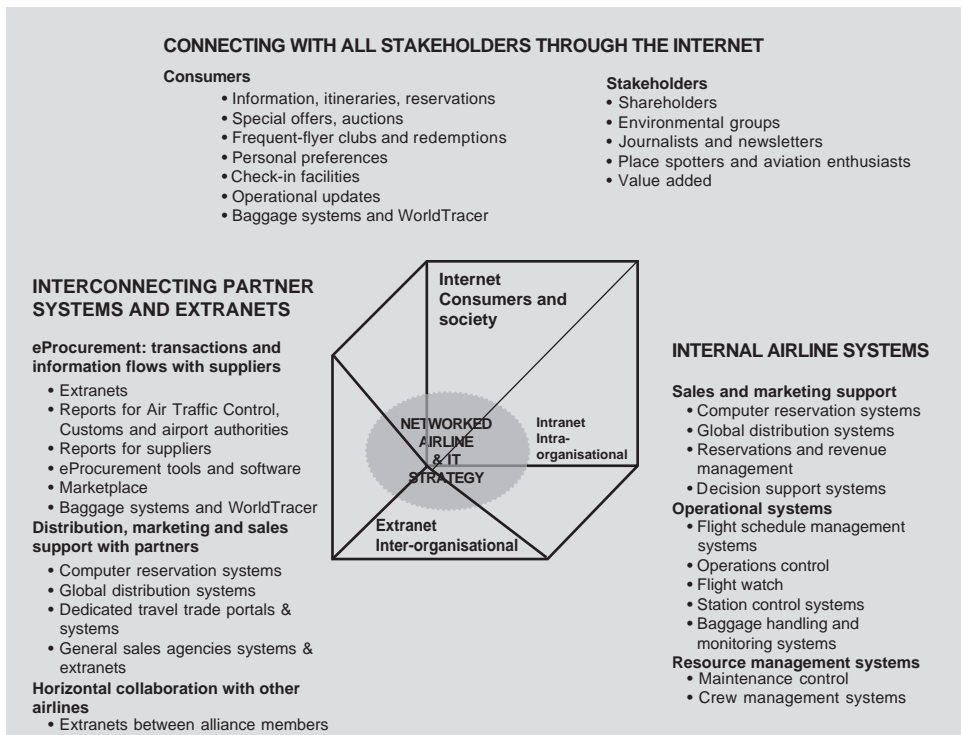 CONNECTING WITH ALL STAKEHOLDERS THROUGH THE INTERNET
Consumers
• Information, itineraries, reservations
• Special offers, auctions
• Frequent-flyer clubs and redemptions
• Personal preferences
• Check-in facilities
• Operational updates
• Baggage systems and WorldTracer
Stakeholders
• Shareholders
• Environmental groups
• Journalists and newsletters
• Place spotters and aviation enthusiasts
• Value added
INTERCONNECTING PARTNER
SYSTEMS AND EXTRANETS
eProcurement: transactions and
information flows with suppliers
• Extranets
• Reports for Air Traffic Control,
Customs and airport authorities
• Reports for suppliers
• eProcurement tools and software
• Marketplace
• Baggage systems and WorldTracer
Distribution, marketing and sales
support with partners
• Computer reservation systems
• Global distribution systems
• Dedicated travel trade portals &
systems
• General sales agencies systems &
extranets
Horizontal collaboration with other
airlines
• Extranets between alliance members
Internet
Consumers and
society
NETWORKED
AIRLINE
& IT
STRATEGY
Intranet
Intra-
organisational
Extranet
Inter-organisational
INTERNAL AIRLINE SYSTEMS
Sales and marketing support
• Computer reservation systems
• Global distribution systems
• Reservations and revenue
management
• Decision support systems
Operational systems
• Flight schedule management
systems
• Operations control
• Flight watch
• Station control systems
• Baggage handling and
monitoring systems
Resource management systems
• Maintenance control
• Crew management systems